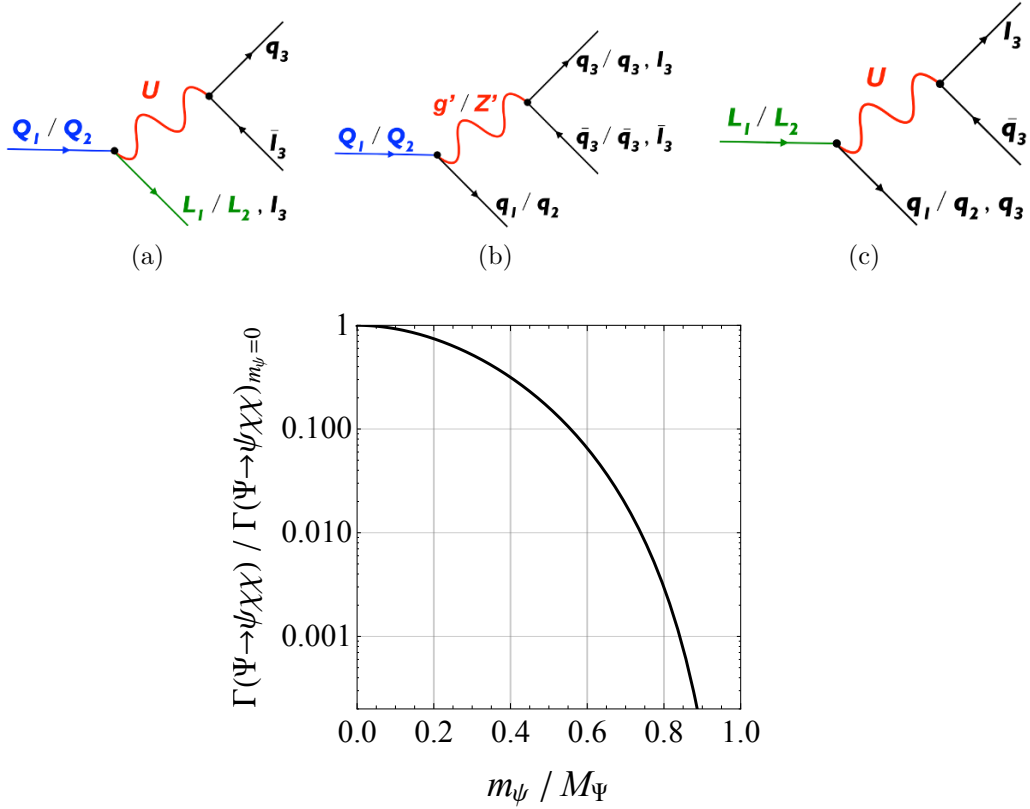 U
q₃
l̄₃
Q₁ / Q₂
L₁ / L₂ , l₃
(a)
g' / Z'
q₃ / q₃ , l₃
q̄₃ / q̄₃ , l̄₃
Q₁ / Q₂
q₁ / q₂
(b)
U
l₃
q̄₃
L₁ / L₂
q₁ / q₂ , q₃
(c)
Γ(Ψ→ψχχ) / Γ(Ψ→ψχχ)_{mψ=0}
1
0.100
0.010
0.001
0.0 0.2 0.4 0.6 0.8 1.0
m_ψ / M_Ψ